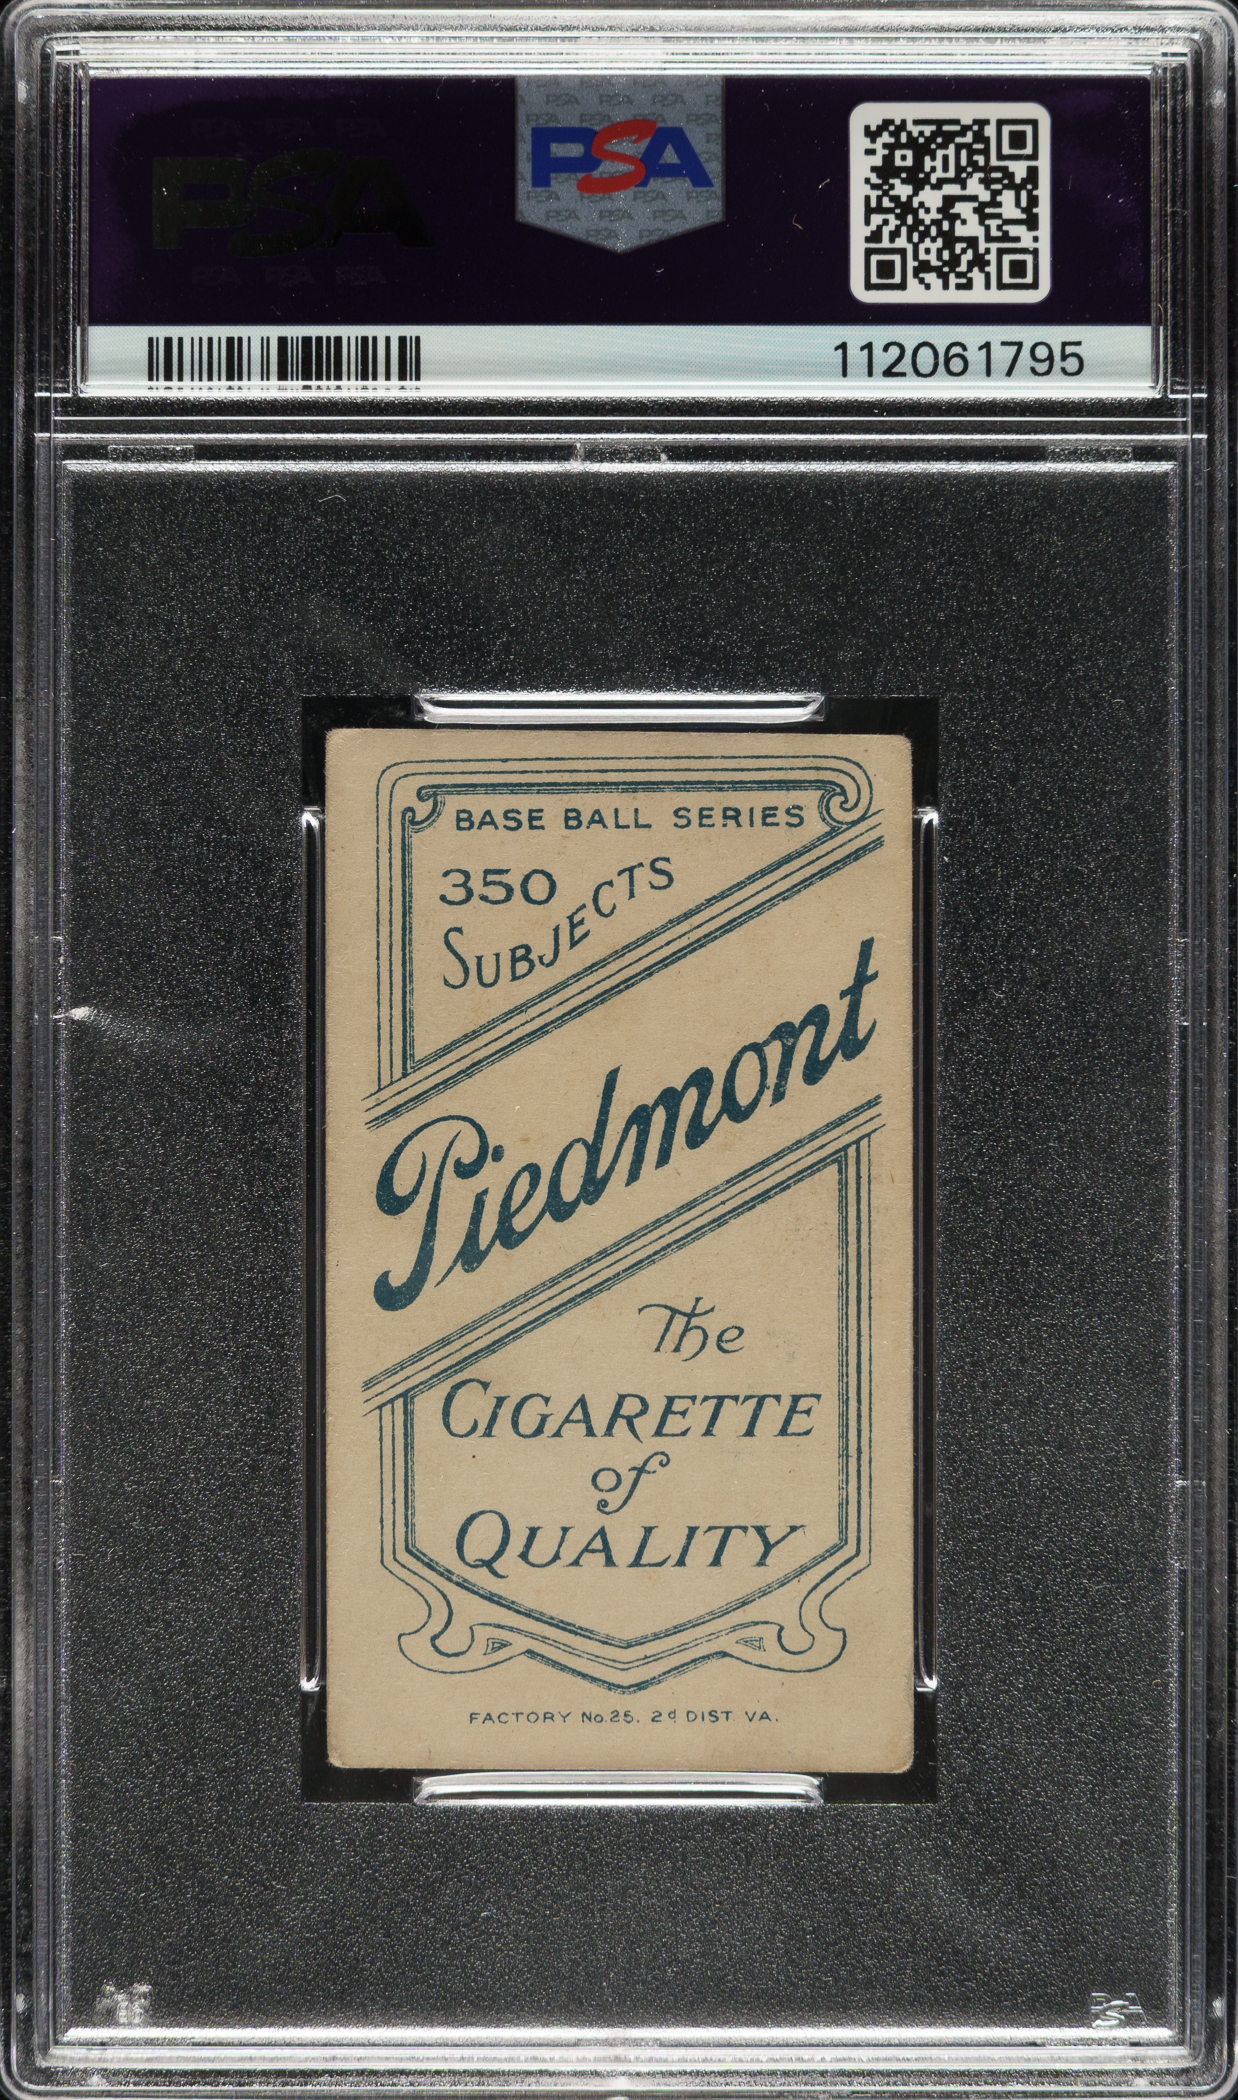 PSA
PSA
112061795
BASE BALL SERIES
350
SUBJECTS
Piedmont
The
CIGARETTE
of
QUALITY
FACTORY No.25. 2d DIST. VA.
PSA